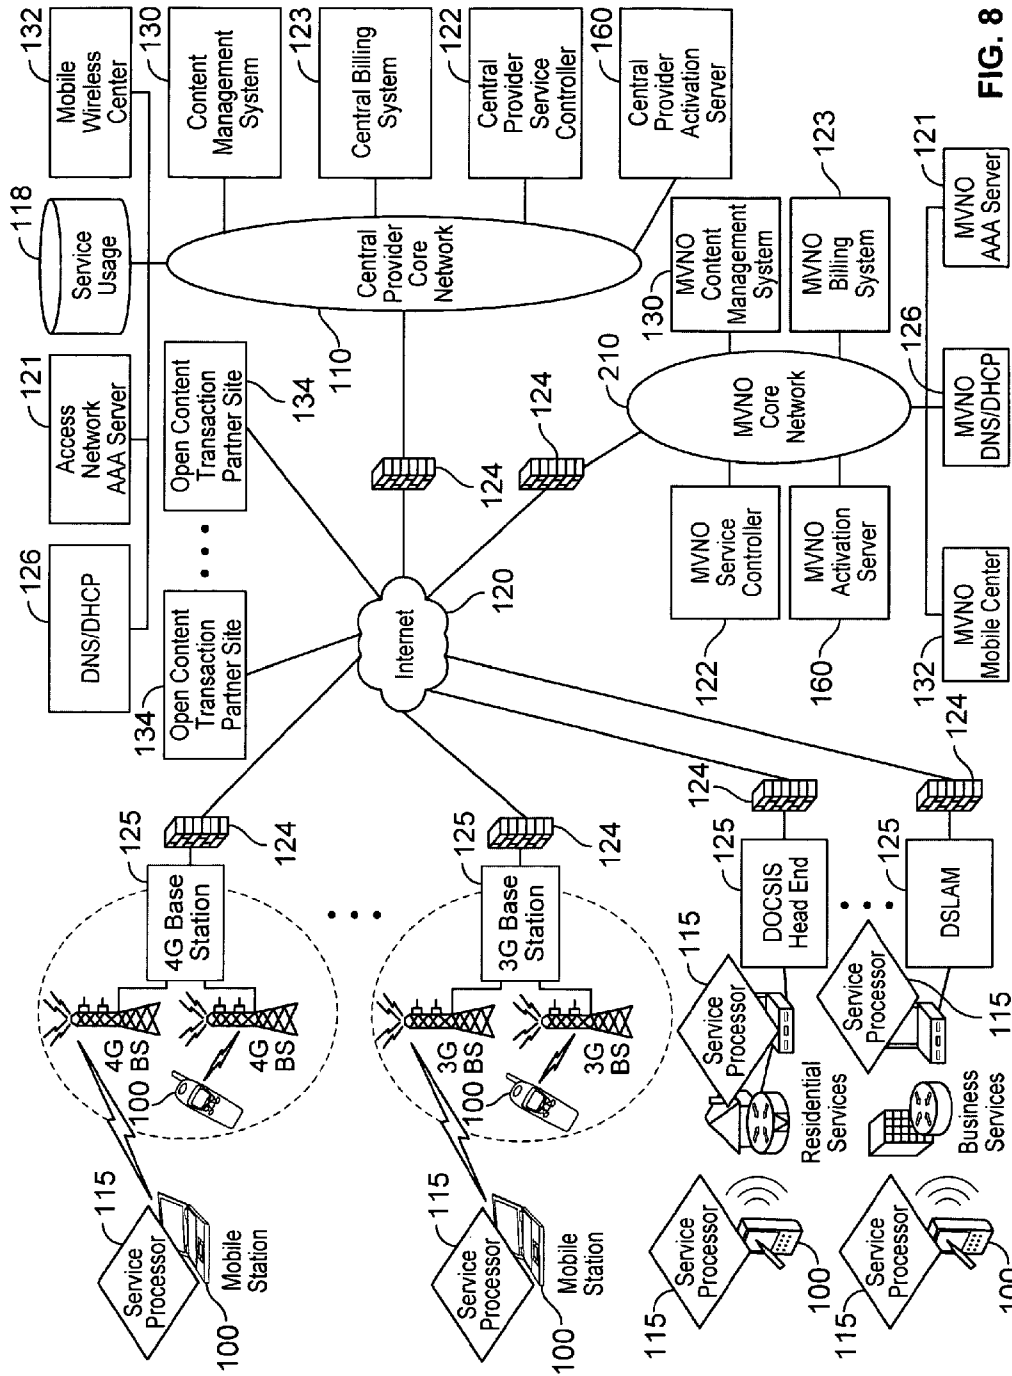 132
Mobile
Wireless
Center
130
Content
Management
System
123
Central Billing
System
122
Central
Provider
Service
Controller
160
Central
Provider
Activation
Server
118
Service
Usage
121
Access
Network
AAA Server
126
DNS/DHCP
Central
Provider
Core
Network
110
134
Open Content
Transaction
Partner Site
134
Open Content
Transaction
Partner Site
124
124
120
Internet
210
MVNO
Core
Network
130
MVNO
Content
Management
System
123
MVNO
Billing
System
122
MVNO
Service
Controller
160
MVNO
Activation
Server
121
MVNO
AAA Server
126
MVNO
DNS/DHCP
132
MVNO
Mobile Center
125
124
4G Base
Station
4G
BS
4G
BS
100
115
Service
Processor
100
Mobile
Station
125
124
3G Base
Station
3G
BS
3G
BS
100
115
Service
Processor
100
Mobile
Station
124
125
DOCSIS
Head End
115
Service
Processor
Residential
Services
115
Service
Processor
100
124
125
DSLAM
Service
Processor
115
Business
Services
115
Service
Processor
100
FIG. 8